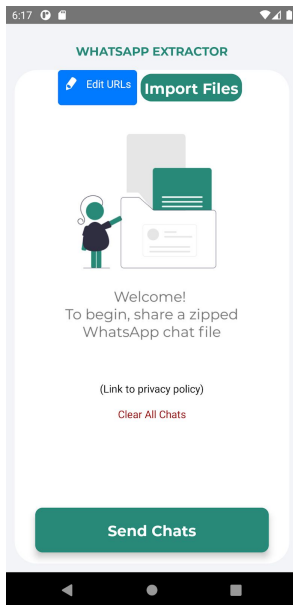 6:17
WHATSAPP EXTRACTOR
Edit URLs
Import Files
Welcome!
To begin, share a zipped
WhatsApp chat file
(Link to privacy policy)
Clear All Chats
Send Chats